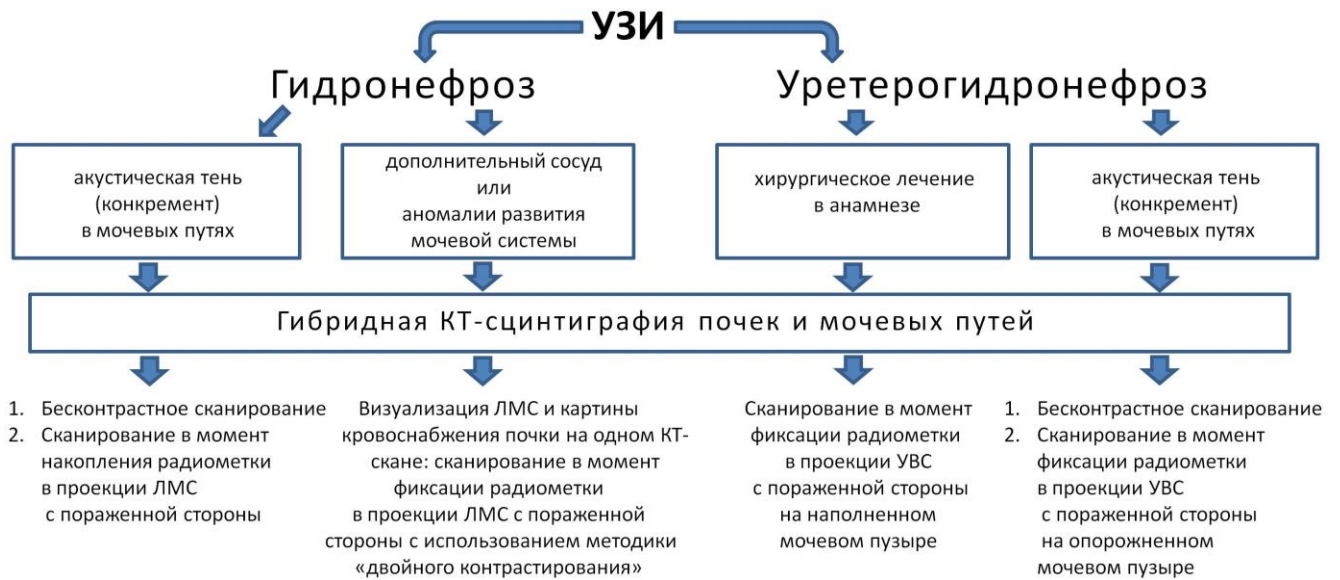 УЗИ
Гидронефроз
Уретерогидронефроз
акустическая тень
(конкремент)
в мочевых путях
дополнительный сосуд
или
аномалии развития
мочевой системы
хирургическое лечение
в анамнезе
акустическая тень
(конкремент)
в мочевых путях
Гибридная КТ-сцинтиграфия почек и мочевых путей
1. Бесконтрастное сканирование
2. Сканирование в момент
накопления радиометки
в проекции ЛМС
с пораженной стороны
Визуализация ЛМС и картины
кровоснабжения почки на одном КТ-
скане: сканирование в момент
фиксации радиометки
в проекции ЛМС с пораженной
стороны с использованием методики
«двойного контрастирования»
Сканирование в момент
фиксации радиометки
в проекции УВС
с пораженной стороны
на наполненном
мочевом пузыре
1. Бесконтрастное сканирование
2. Сканирование в момент
фиксации радиометки
в проекции УВС
с пораженной стороны
на опорожненном
мочевом пузыре